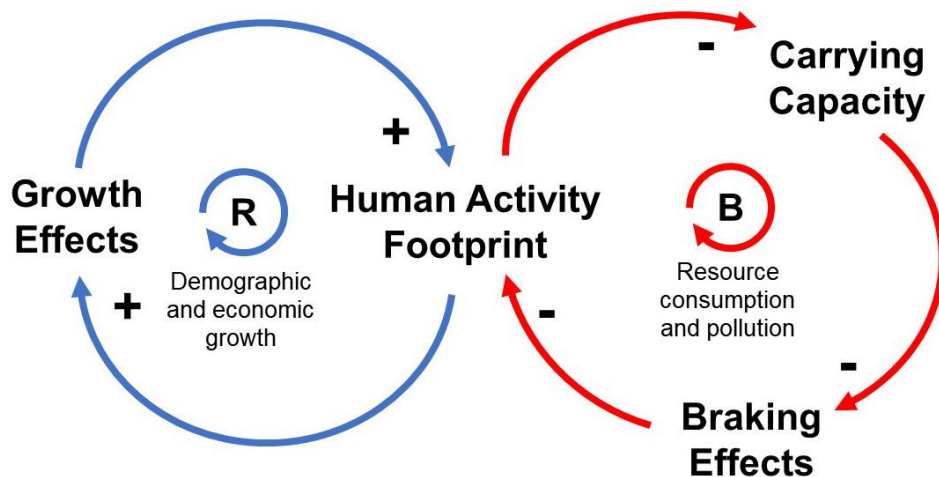 -
Carrying
Capacity
+
Growth
Effects
R
Human Activity
Footprint
B
Demographic
and economic
growth
Resource
consumption
and pollution
+
-
-
Braking
Effects